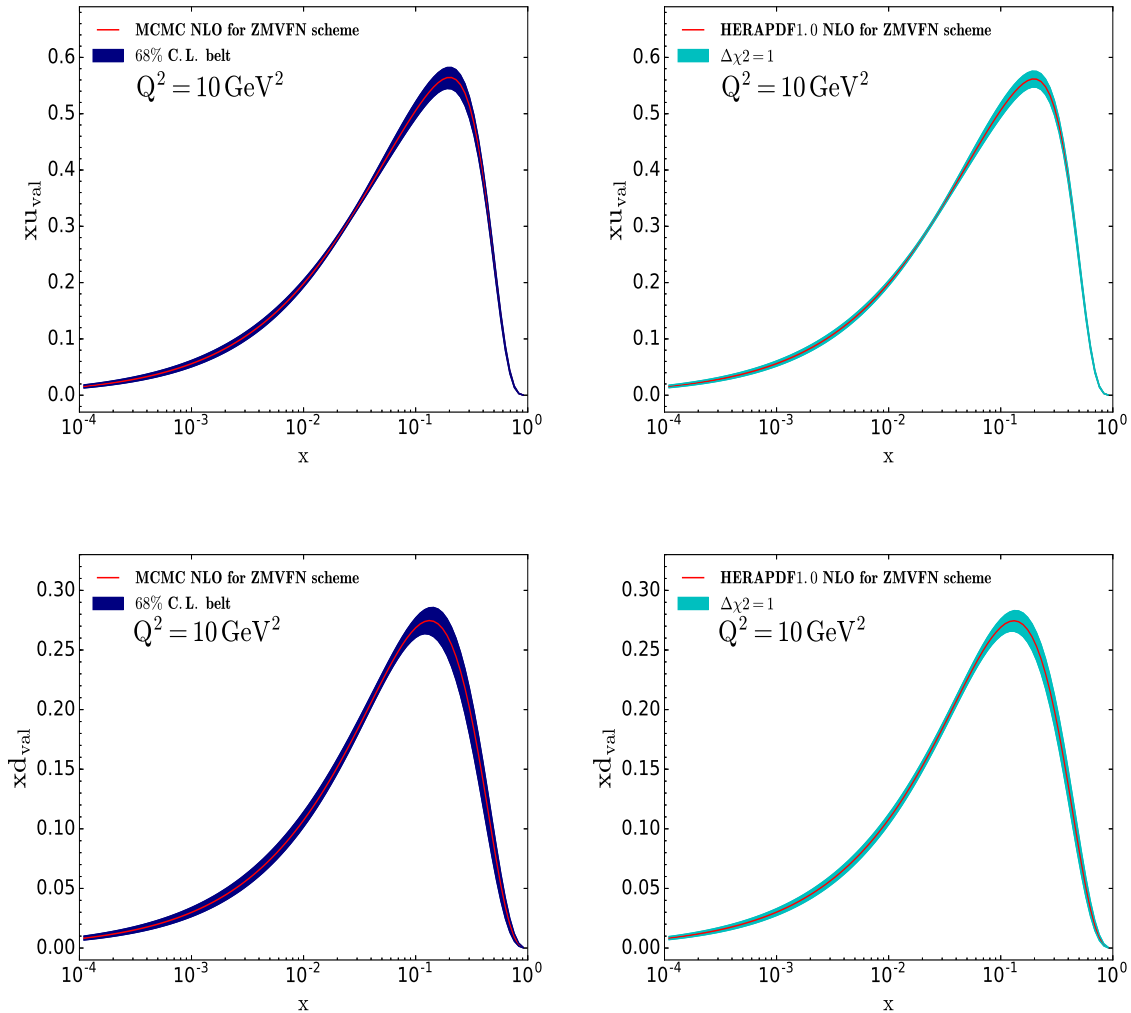 MCMC NLO for ZMVFN scheme
68% C.L. belt
Q² = 10 GeV²
0.6
0.5
0.4
0.3
0.2
0.1
0.0
xu_val
10⁻⁴ 10⁻³ 10⁻² 10⁻¹ 10⁰
x
HERAPDF1.0 NLO for ZMVFN scheme
Δχ2=1
Q² = 10 GeV²
0.6
0.5
0.4
0.3
0.2
0.1
0.0
xu_val
10⁻⁴ 10⁻³ 10⁻² 10⁻¹ 10⁰
x
MCMC NLO for ZMVFN scheme
68% C.L. belt
Q² = 10 GeV²
0.30
0.25
0.20
0.15
0.10
0.05
0.00
xd_val
10⁻⁴ 10⁻³ 10⁻² 10⁻¹ 10⁰
x
HERAPDF1.0 NLO for ZMVFN scheme
Δχ2=1
Q² = 10 GeV²
0.30
0.25
0.20
0.15
0.10
0.05
0.00
xd_val
10⁻⁴ 10⁻³ 10⁻² 10⁻¹ 10⁰
x